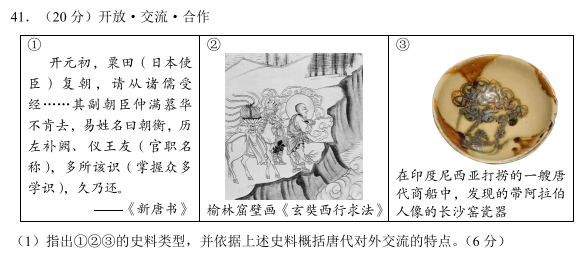 41.（20分）开放·交流·合作
①
开元初，粟田（日本使
臣）复朝，请从诸儒受
经……其副朝臣仲满慕华
不肯去，易姓名曰朝衡，历
左补阙、仪王友（官职名
称），多所该识（掌握众多
学识），久乃还。
——《新唐书》
②
榆林窟壁画《玄奘西行求法》
③
在印度尼西亚打捞的一艘唐
代商船中，发现的带阿拉伯
人像的长沙窑瓷器
（1）指出①②③的史料类型，并依据上述史料概括唐代对外交流的特点。（6分）